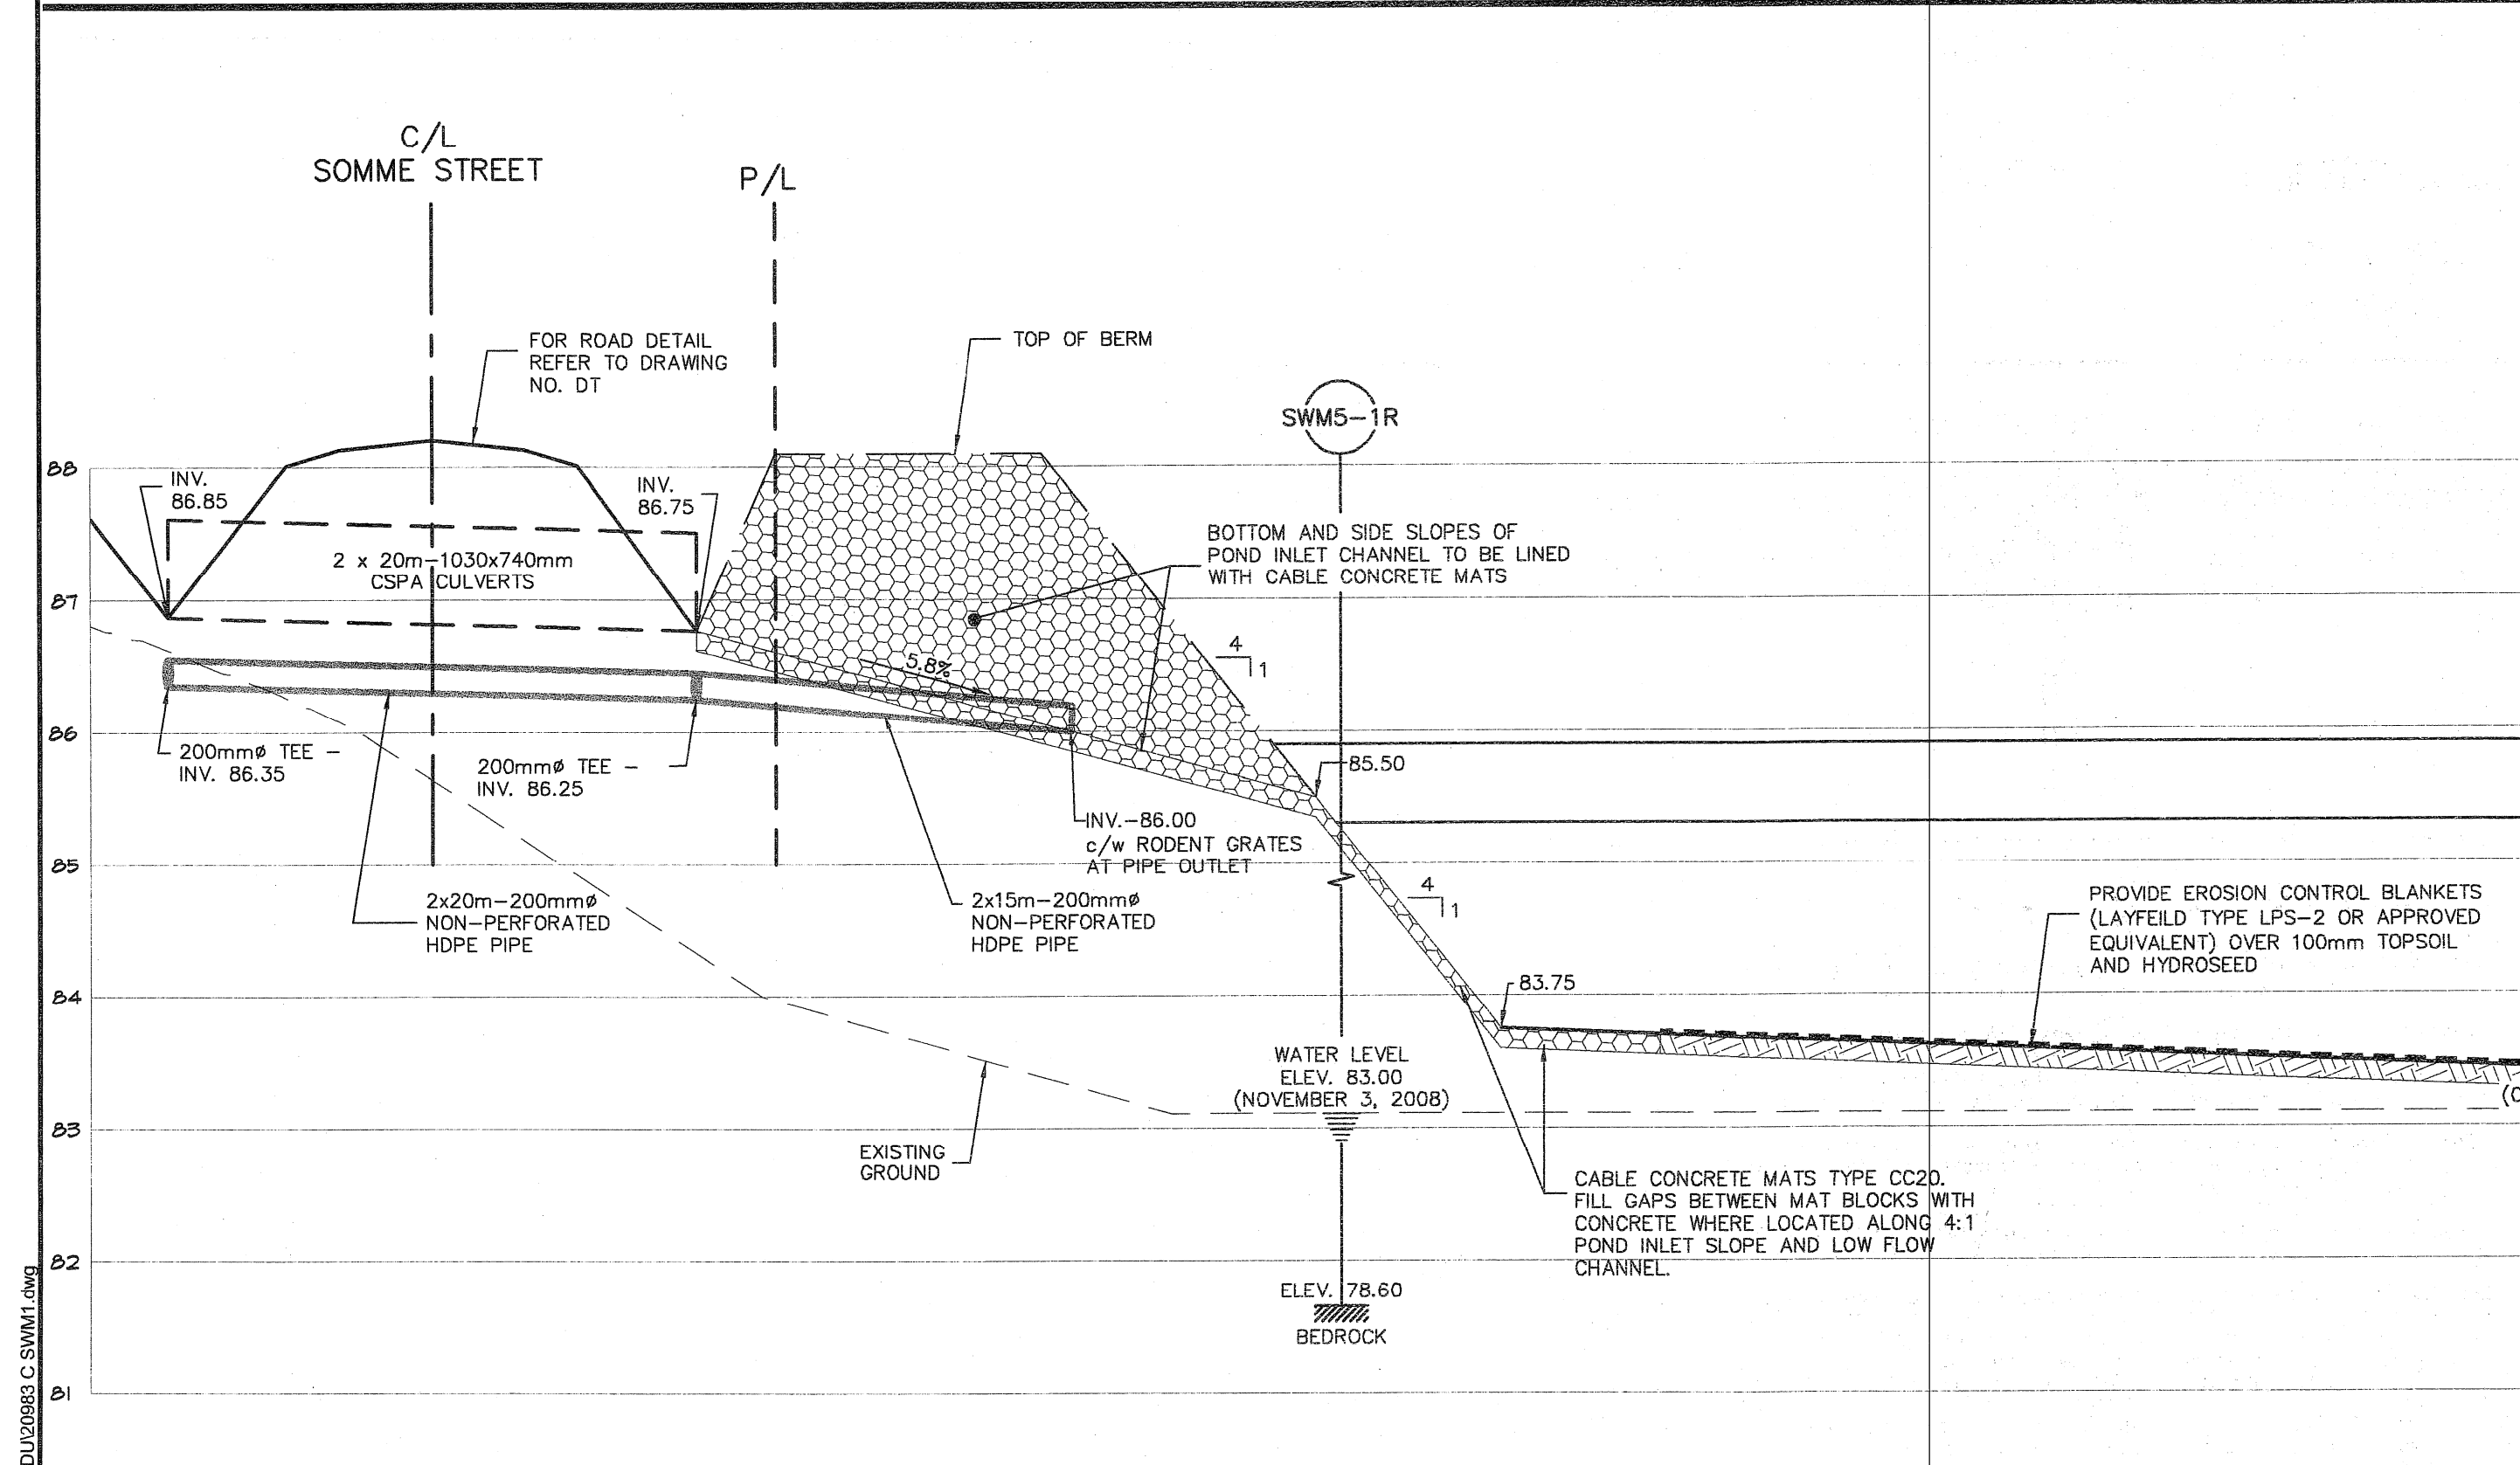 C/L
SOMME STREET
P/L
FOR ROAD DETAIL
REFER TO DRAWING
NO. DT
TOP OF BERM
SWM5-1R
88
INV.
86.85
INV.
86.75
2 x 20m-1030x740mm
CSPA CULVERTS
BOTTOM AND SIDE SLOPES OF
POND INLET CHANNEL TO BE LINED
WITH CABLE CONCRETE MATS
87
5.8%
4
1
86
200mmø TEE -
INV. 86.35
200mmø TEE -
INV. 86.25
85.50
INV.-86.00
c/w RODENT GRATES
AT PIPE OUTLET
85
2x20m-200mmø
NON-PERFORATED
HDPE PIPE
2x15m-200mmø
NON-PERFORATED
HDPE PIPE
4
1
PROVIDE EROSION CONTROL BLANKETS
(LAYFEILD TYPE LPS-2 OR APPROVED
EQUIVALENT) OVER 100mm TOPSOIL
AND HYDROSEED
84
83.75
WATER LEVEL
ELEV. 83.00
(NOVEMBER 3, 2008)
83
EXISTING
GROUND
CABLE CONCRETE MATS TYPE CC20.
FILL GAPS BETWEEN MAT BLOCKS WITH
CONCRETE WHERE LOCATED ALONG 4:1
POND INLET SLOPE AND LOW FLOW
CHANNEL.
82
ELEV. 78.60
BEDROCK
81
DU\20983 C SWM1.dwg